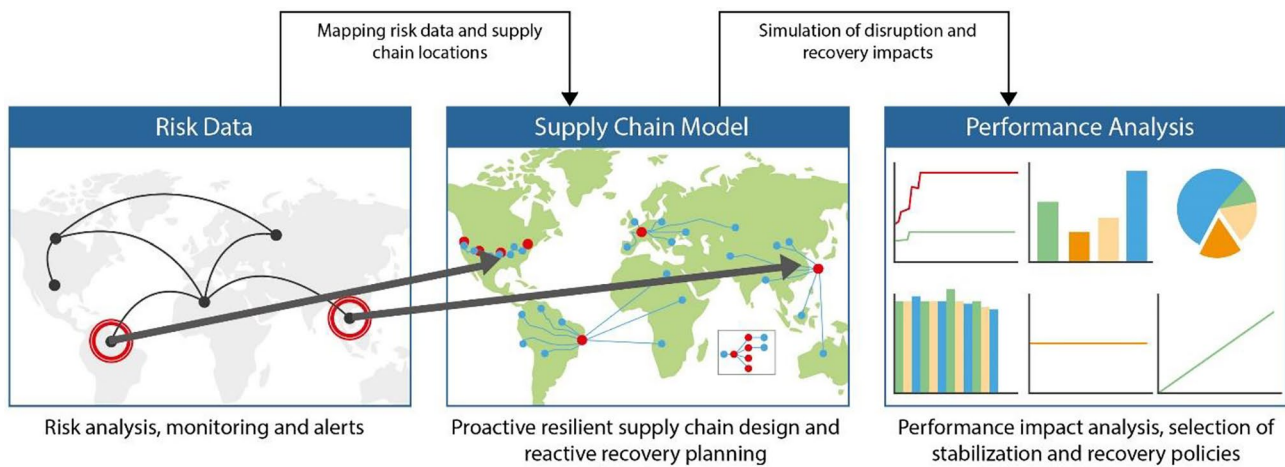 Mapping risk data and supply
chain locations
Simulation of disruption and
recovery impacts
Risk Data
Supply Chain Model
Performance Analysis
Risk analysis, monitoring and alerts
Proactive resilient supply chain design and
reactive recovery planning
Performance impact analysis, selection of
stabilization and recovery policies